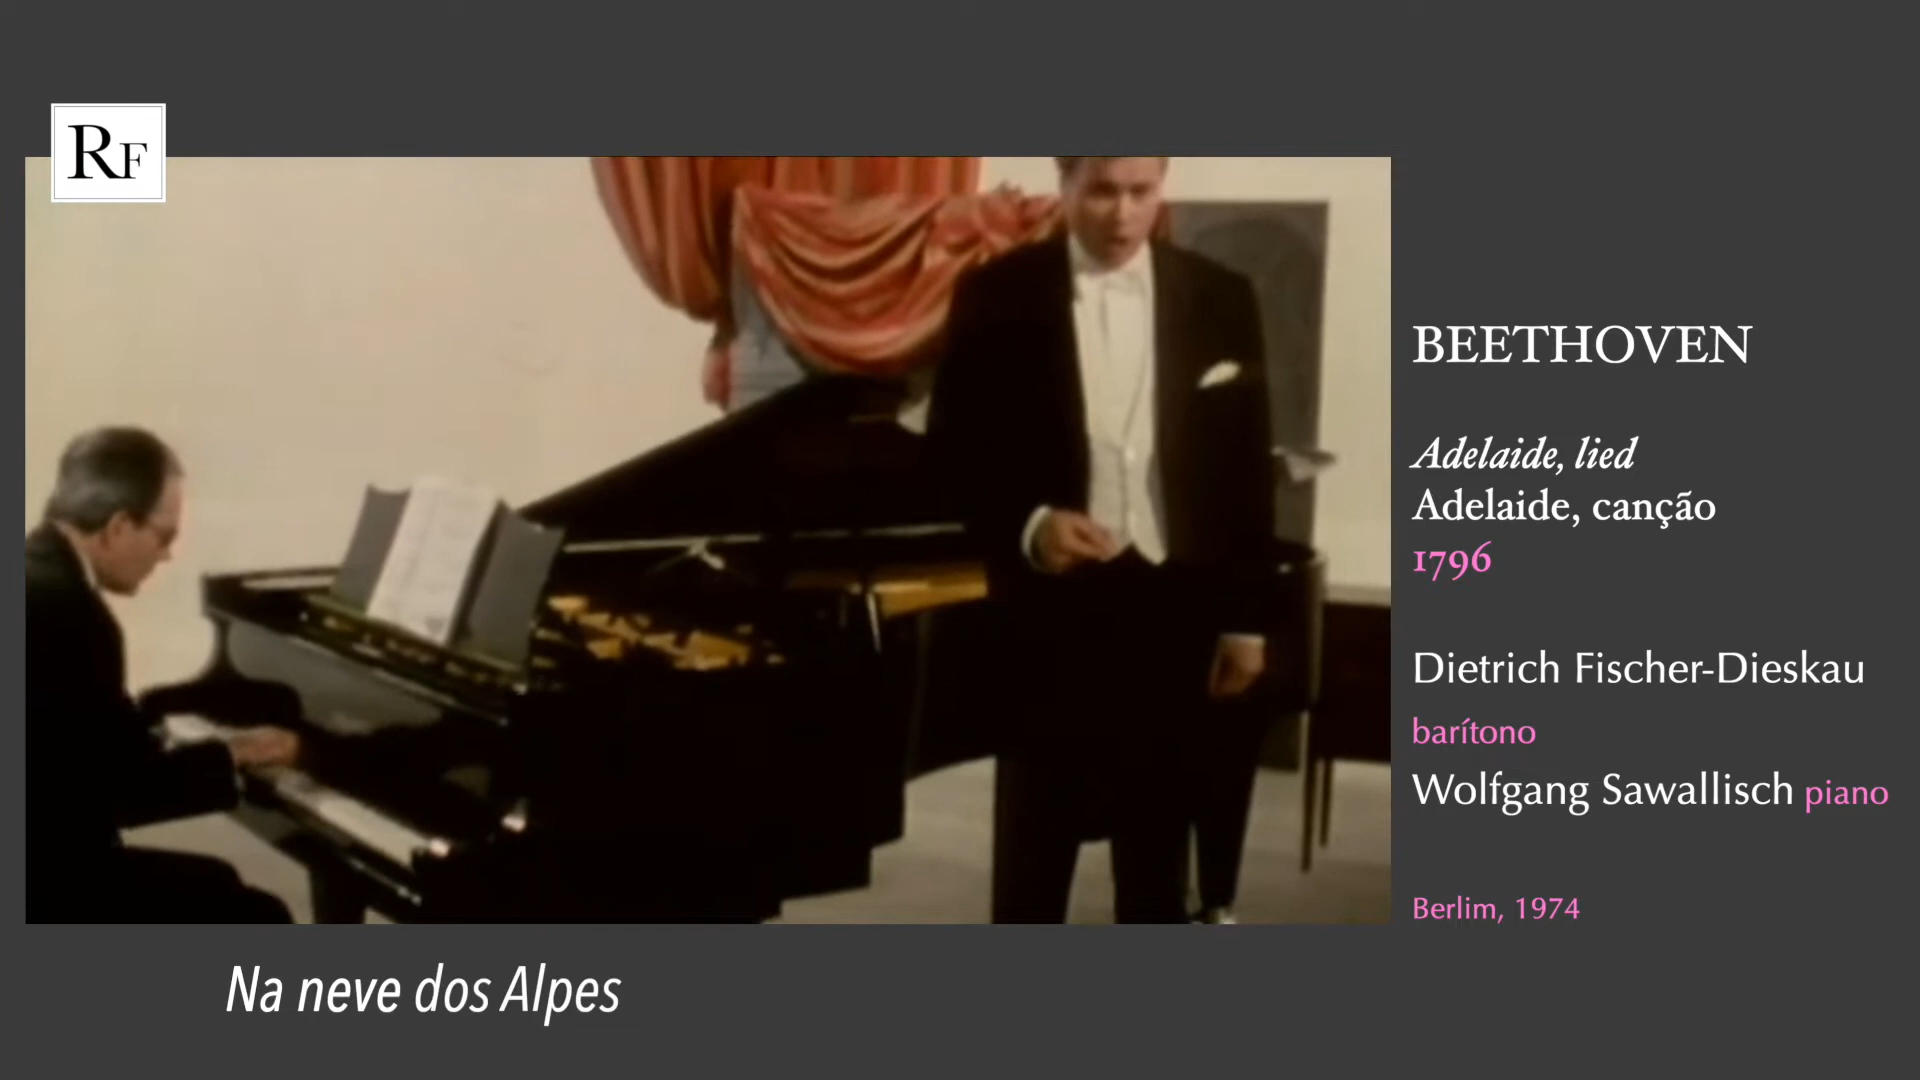 RF
BEETHOVEN
Adelaide, lied
Adelaide, canção
1796
Dietrich Fischer-Dieskau
barítono
Wolfgang Sawallisch piano
Berlim, 1974
Na neve dos Alpes